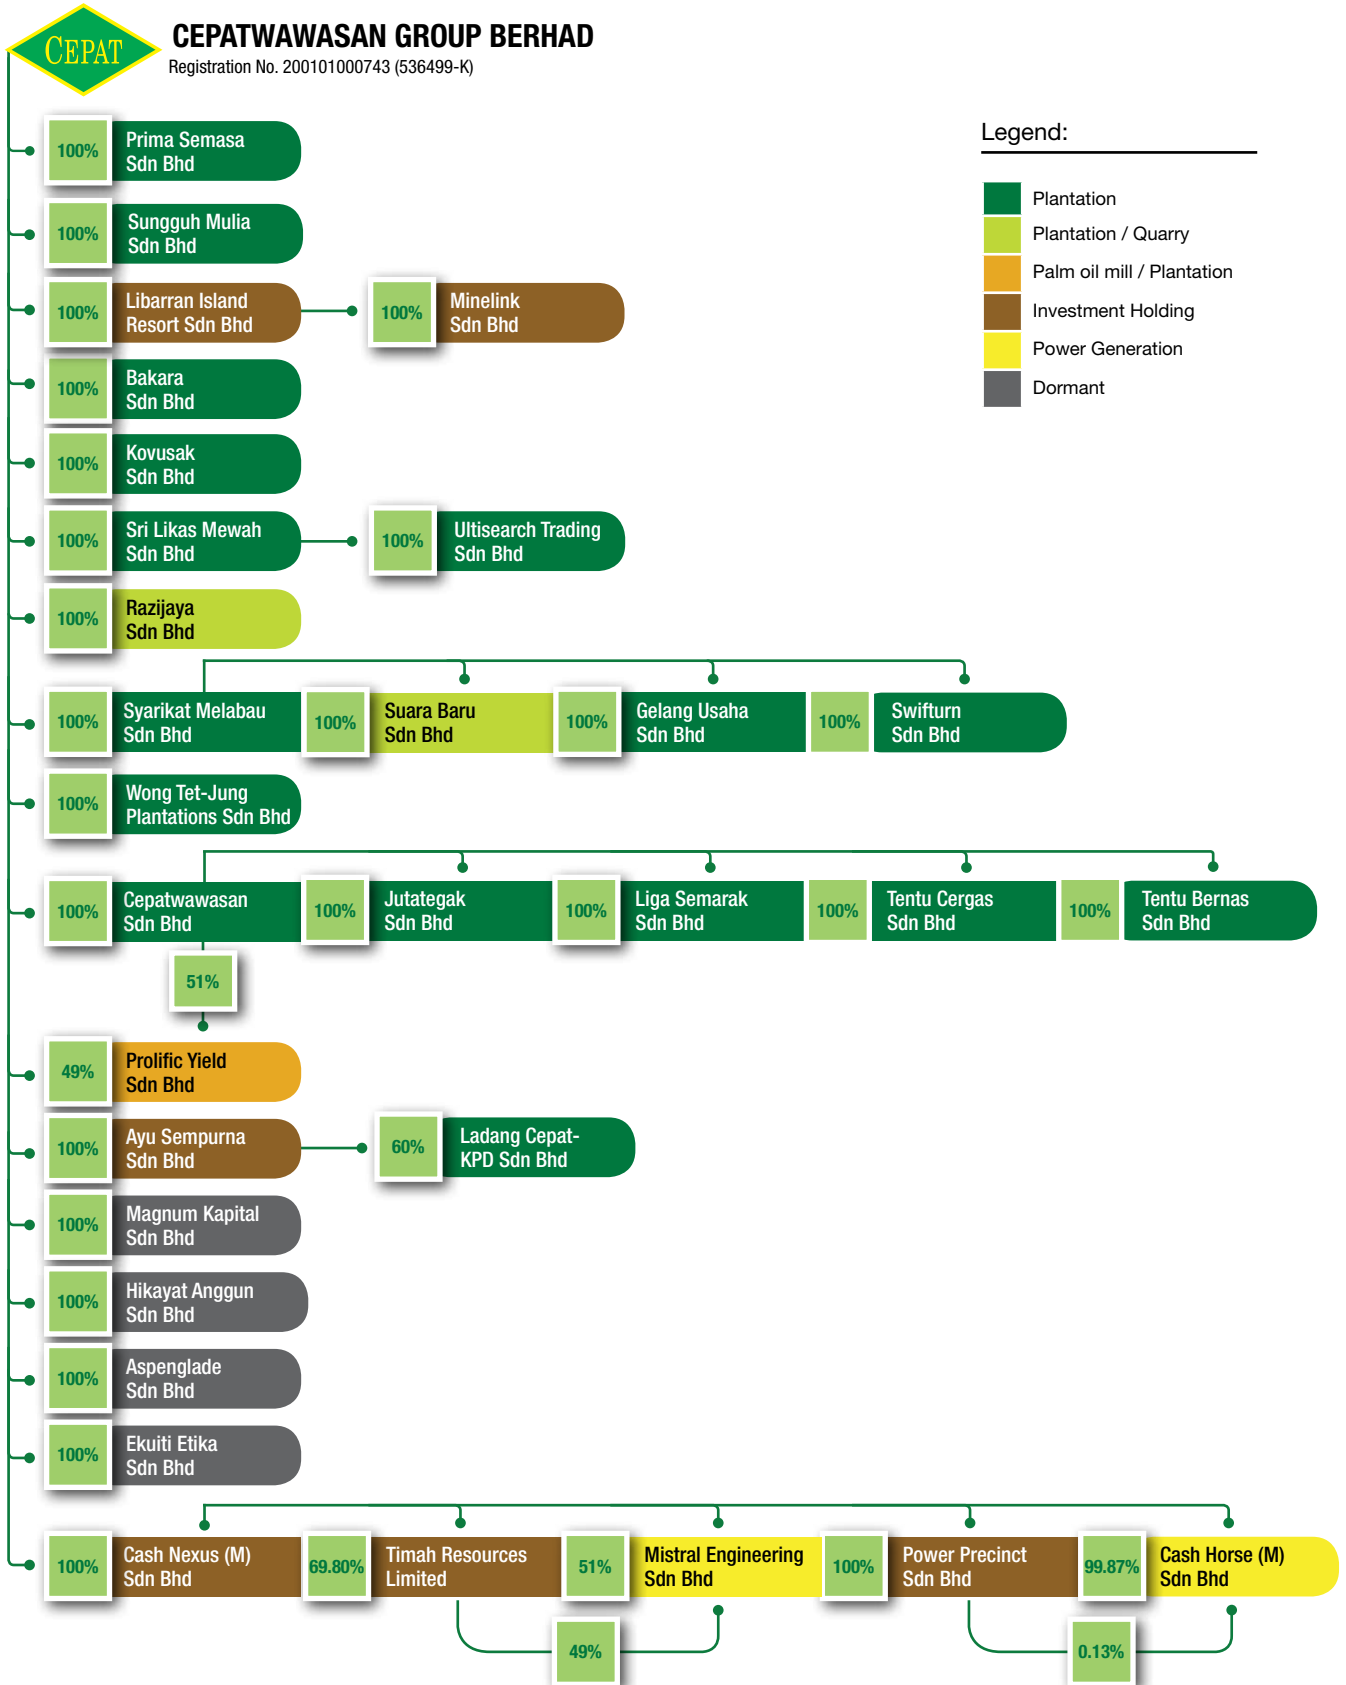 CEPAT
CEPATWAWASAN GROUP BERHAD
Registration No. 200101000743 (536499-K)
Legend:
Plantation
Plantation / Quarry
Palm oil mill / Plantation
Investment Holding
Power Generation
Dormant
100%
Prima Semasa
Sdn Bhd
100%
Sungguh Mulia
Sdn Bhd
100%
Libarran Island
Resort Sdn Bhd
100%
Minelink
Sdn Bhd
100%
Bakara
Sdn Bhd
100%
Kovusak
Sdn Bhd
100%
Sri Likas Mewah
Sdn Bhd
100%
Ultisearch Trading
Sdn Bhd
100%
Razijaya
Sdn Bhd
100%
Syarikat Melabau
Sdn Bhd
100%
Suara Baru
Sdn Bhd
100%
Gelang Usaha
Sdn Bhd
100%
Swifturn
Sdn Bhd
100%
Wong Tet-Jung
Plantations Sdn Bhd
100%
Cepatwawasan
Sdn Bhd
100%
Jutategak
Sdn Bhd
100%
Liga Semarak
Sdn Bhd
100%
Tentu Cergas
Sdn Bhd
100%
Tentu Bernas
Sdn Bhd
51%
49%
Prolific Yield
Sdn Bhd
100%
Ayu Sempurna
Sdn Bhd
60%
Ladang Cepat-
KPD Sdn Bhd
100%
Magnum Kapital
Sdn Bhd
100%
Hikayat Anggun
Sdn Bhd
100%
Aspenglade
Sdn Bhd
100%
Ekuiti Etika
Sdn Bhd
100%
Cash Nexus (M)
Sdn Bhd
69.80%
Timah Resources
Limited
51%
Mistral Engineering
Sdn Bhd
100%
Power Precinct
Sdn Bhd
99.87%
Cash Horse (M)
Sdn Bhd
49%
0.13%